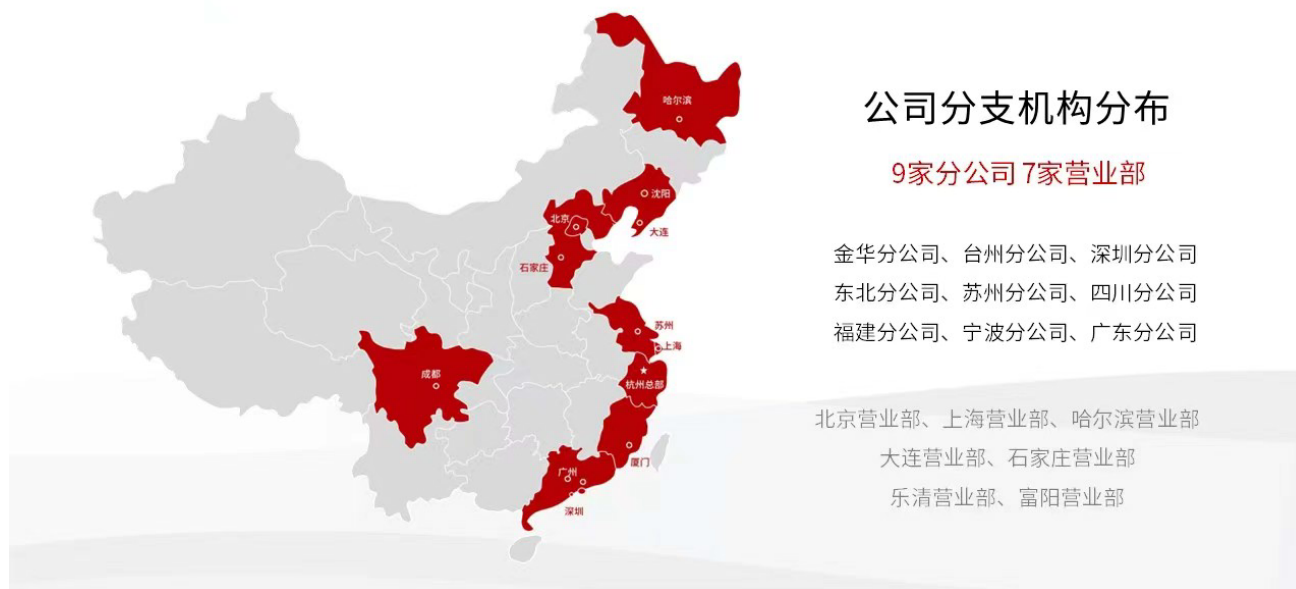 哈尔滨
沈阳
北京
大连
石家庄
苏州
上海
成都
杭州总部
厦门
广州
深圳
公司分支机构分布
9家分公司 7家营业部
金华分公司、台州分公司、深圳分公司
东北分公司、苏州分公司、四川分公司
福建分公司、宁波分公司、广东分公司
北京营业部、上海营业部、哈尔滨营业部
大连营业部、石家庄营业部
乐清营业部、富阳营业部